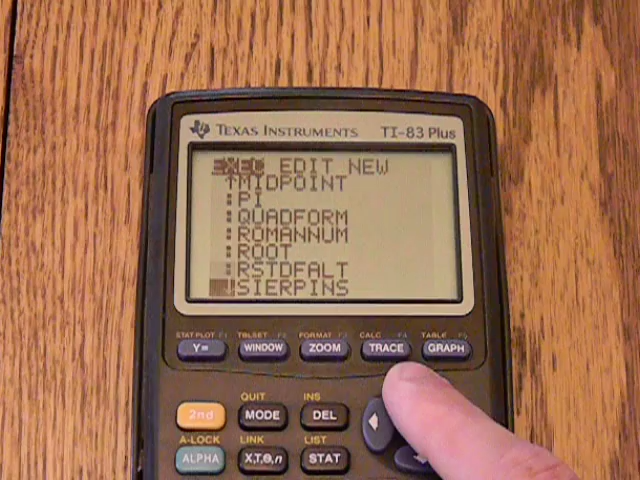 TEXAS INSTRUMENTS TI-83 Plus
EXEC EDIT NEW
↑MIDPOINT
:PI
:QUADFORM
:ROMANNUM
:ROOT
:RSTDFALT
SIERPINS
STAT PLOT F1 TBLSET F2 FORMAT F3 CALC F4 TABLE F5
Y= WINDOW ZOOM TRACE GRAPH
QUIT INS
2nd MODE DEL
A-LOCK LINK LIST
ALPHA X,T,Θ,n STAT